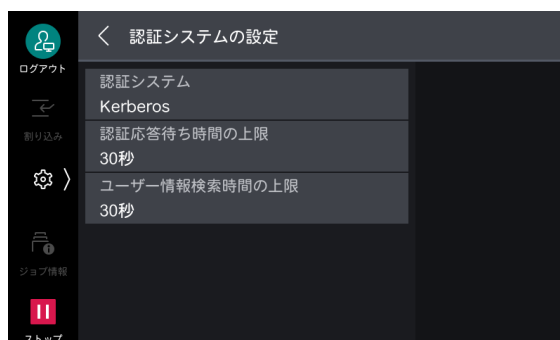 認証システムの設定
ログアウト
認証システム
Kerberos
割り込み
認証応答待ち時間の上限
30秒
ユーザー情報検索時間の上限
30秒
ジョブ情報
ストップ